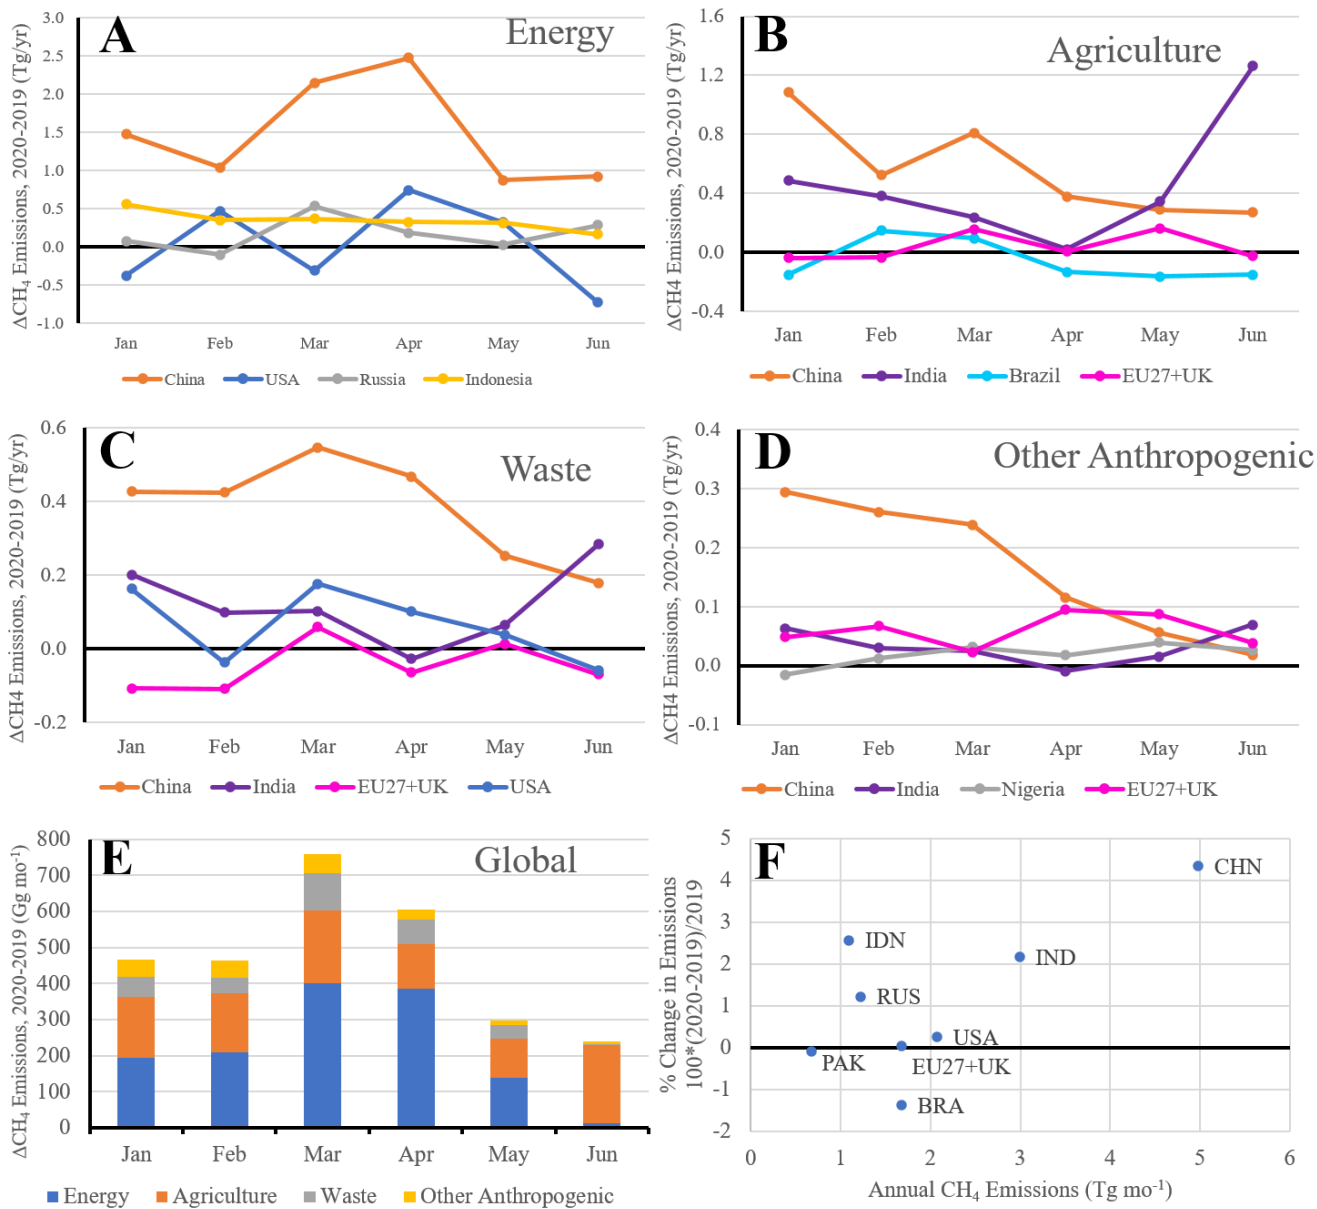 A
Energy
ΔCH₄ Emissions, 2020-2019 (Tg/yr)
3.0
2.5
2.0
1.5
1.0
0.5
0.0
-0.5
-1.0
Jan Feb Mar Apr May Jun
China USA Russia Indonesia
B
Agriculture
ΔCH4 Emissions, 2020-2019 (Tg/yr)
1.6
1.2
0.8
0.4
0.0
-0.4
Jan Feb Mar Apr May Jun
China India Brazil EU27+UK
C
Waste
ΔCH4 Emissions, 2020-2019 (Tg/yr)
0.6
0.4
0.2
0.0
-0.2
Jan Feb Mar Apr May Jun
China India EU27+UK USA
D
Other Anthropogenic
ΔCH4 Emissions, 2020-2019 (Tg/yr)
0.4
0.3
0.2
0.1
0.0
-0.1
Jan Feb Mar Apr May Jun
China India Nigeria EU27+UK
E
Global
ΔCH₄ Emissions, 2020-2019 (Gg mo⁻¹)
800
700
600
500
400
300
200
100
0
Jan Feb Mar Apr May Jun
Energy Agriculture Waste Other Anthropogenic
F
% Change in Emissions
100*(2020-2019)/2019
5
4
3
2
1
0
-1
-2
CHN
IDN
IND
RUS
USA
PAK
EU27+UK
BRA
0 1 2 3 4 5 6
Annual CH₄ Emissions (Tg mo⁻¹)